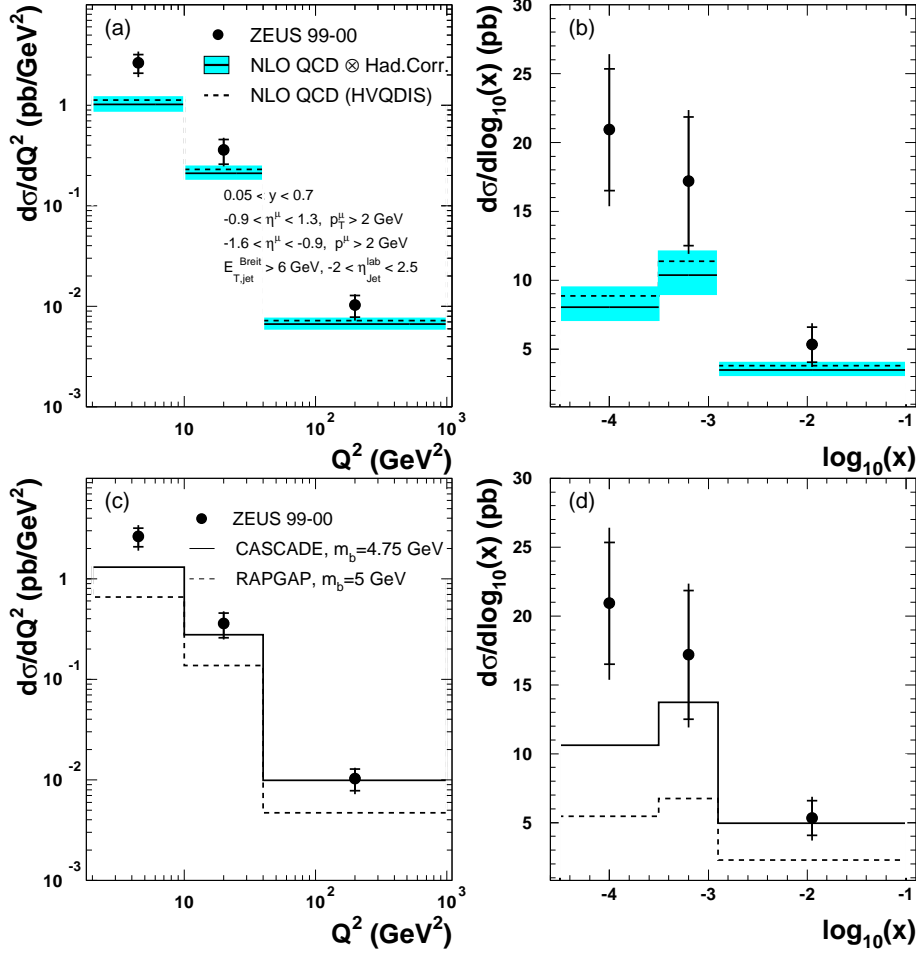 (a)
ZEUS 99-00
NLO QCD ⊗ Had.Corr.
NLO QCD (HVQDIS)
0.05 < y < 0.7
-0.9 < η^μ < 1.3, p_T^μ > 2 GeV
-1.6 < η^μ < -0.9, p^μ > 2 GeV
E_{T,jet}^{Breit} > 6 GeV, -2 < η_{Jet}^{lab} < 2.5
dσ/dQ² (pb/GeV²)
1
10⁻¹
10⁻²
10⁻³
10 10² 10³
Q² (GeV²)
(b)
dσ/dlog₁₀(x) (pb)
30
25
20
15
10
5
-4 -3 -2 -1
log₁₀(x)
(c)
ZEUS 99-00
CASCADE, m_b=4.75 GeV
RAPGAP, m_b=5 GeV
dσ/dQ² (pb/GeV²)
1
10⁻¹
10⁻²
10⁻³
10 10² 10³
Q² (GeV²)
(d)
dσ/dlog₁₀(x) (pb)
30
25
20
15
10
5
-4 -3 -2 -1
log₁₀(x)